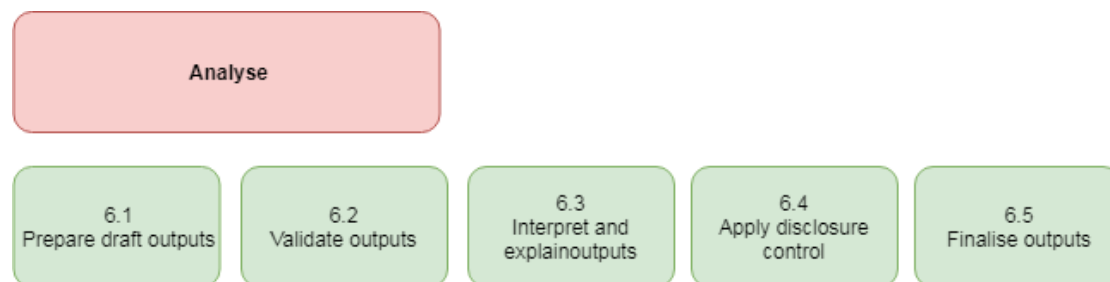 Analyse
6.1
Prepare draft outputs
6.2
Validate outputs
6.3
Interpret and
explainoutputs
6.4
Apply disclosure
control
6.5
Finalise outputs